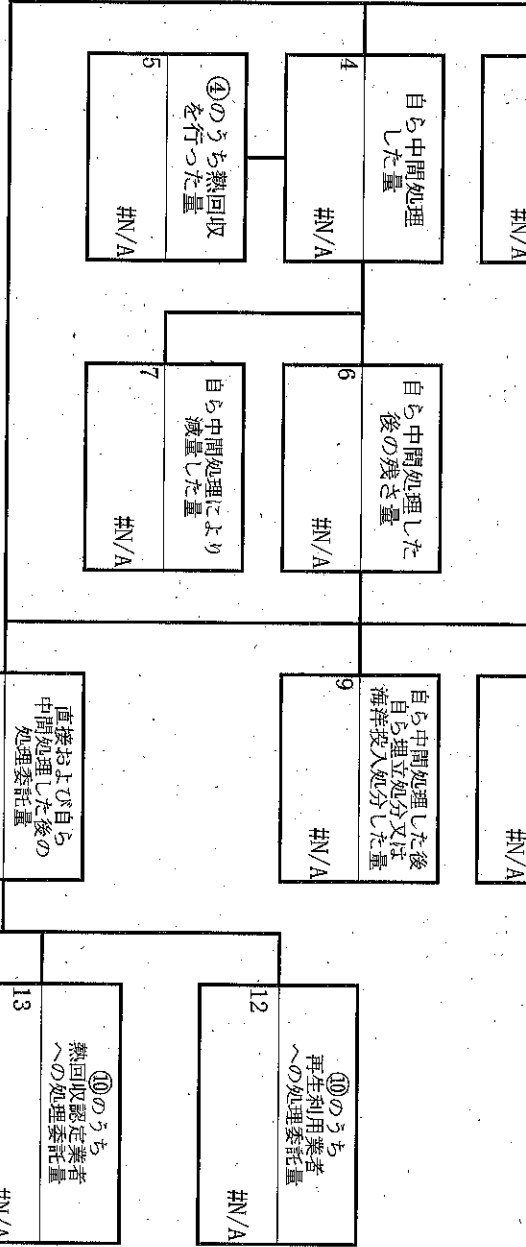 #N/A
#N/A
自ら中間処理
した量
4
#N/A
自ら中間処理した
後の残さ量
6
#N/A
自ら中間処理した後
自ら埋立処分又は
海洋投入処分した量
9
#N/A
⑩のうち
再生利用業者
への処理委託量
12
#N/A
④のうち熱回収
を行った量
5
#N/A
自ら中間処理により
減量した量
7
#N/A
直接および自ら
中間処理した後の
処理委託量
⑩のうち
熱回収認定業者
への処理委託量
13
#N/A